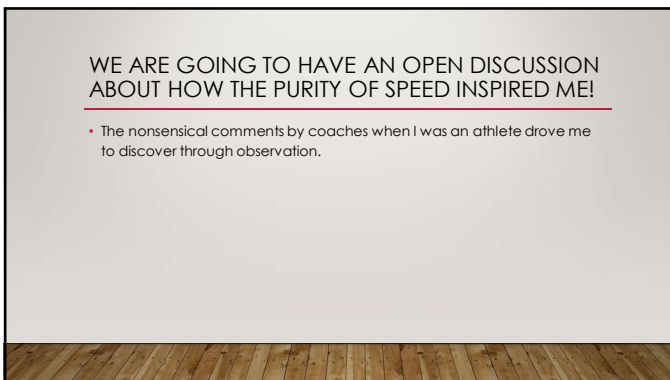 WE ARE GOING TO HAVE AN OPEN DISCUSSION
ABOUT HOW THE PURITY OF SPEED INSPIRED ME!
• The nonsensical comments by coaches when I was an athlete drove me
to discover through observation.